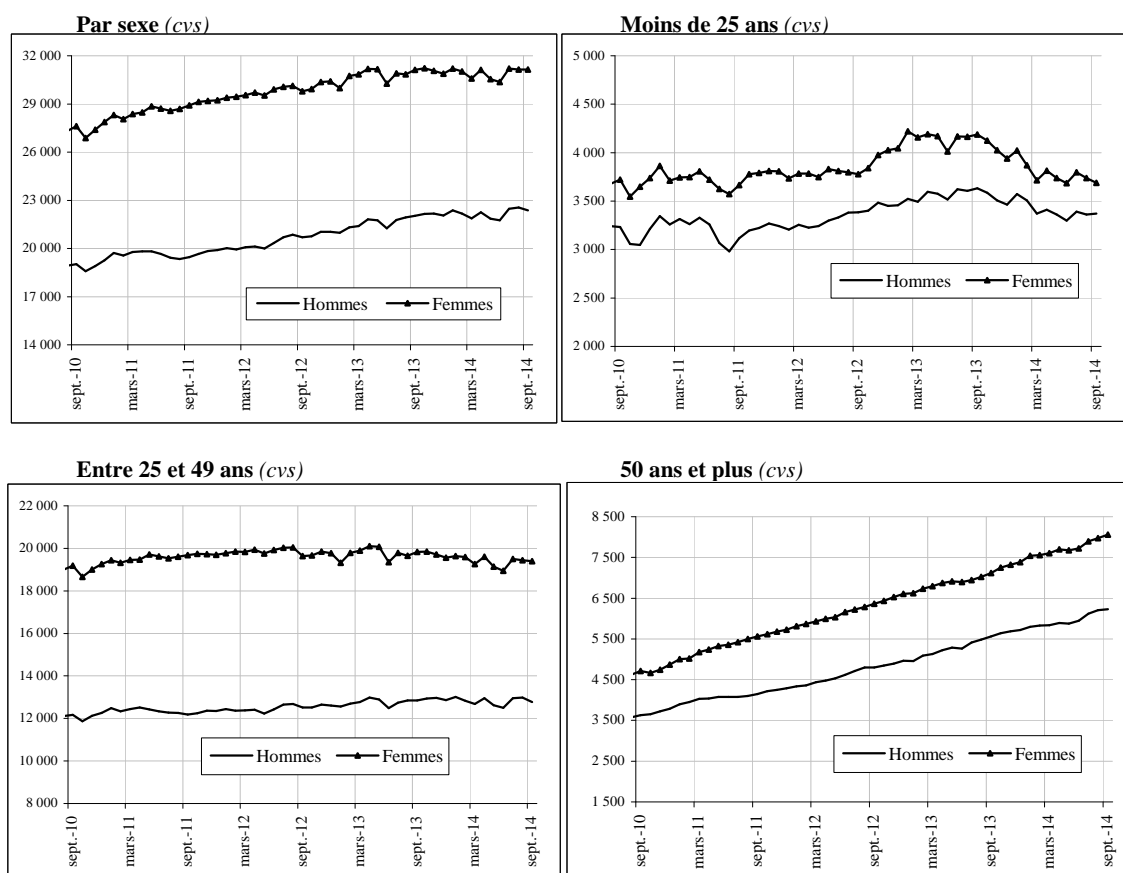 Par sexe (cvs)
32 000
29 000
26 000
23 000
20 000
17 000
14 000
Hommes
Femmes
sept.-10
mars-11
sept.-11
mars-12
sept.-12
mars-13
sept.-13
mars-14
sept.-14
Moins de 25 ans (cvs)
5 000
4 500
4 000
3 500
3 000
2 500
2 000
Hommes
Femmes
sept.-10
mars-11
sept.-11
mars-12
sept.-12
mars-13
sept.-13
mars-14
sept.-14
Entre 25 et 49 ans (cvs)
22 000
20 000
18 000
16 000
14 000
12 000
10 000
8 000
Hommes
Femmes
sept.-10
mars-11
sept.-11
mars-12
sept.-12
mars-13
sept.-13
mars-14
sept.-14
50 ans et plus (cvs)
8 500
7 500
6 500
5 500
4 500
3 500
2 500
1 500
Hommes
Femmes
sept.-10
mars-11
sept.-11
mars-12
sept.-12
mars-13
sept.-13
mars-14
sept.-14